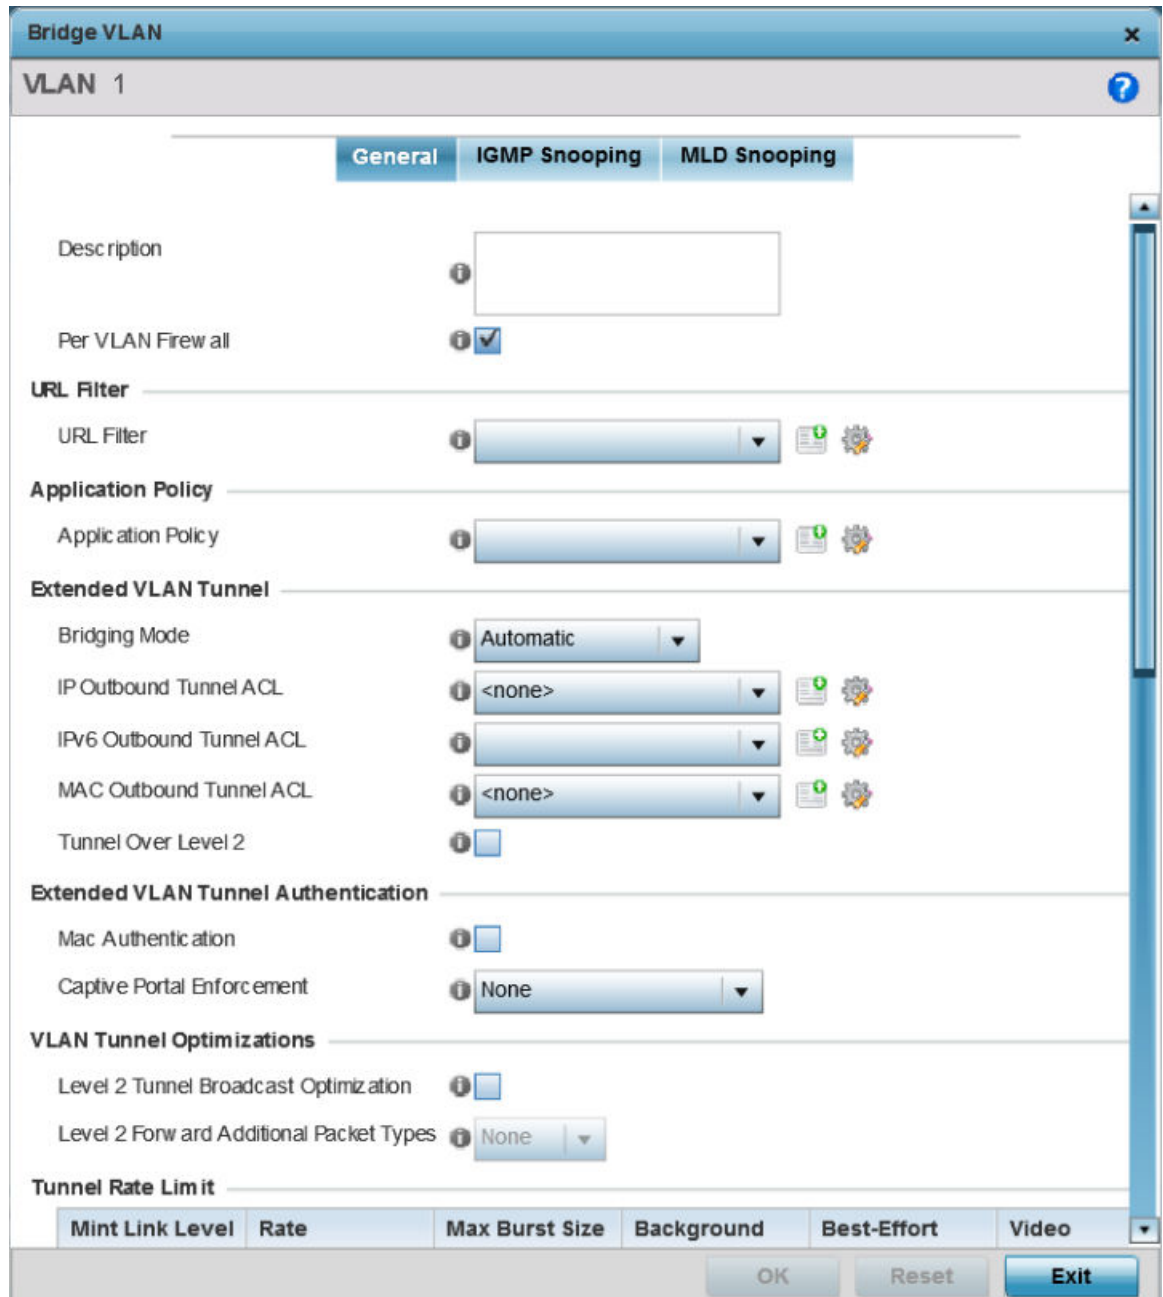 Bridge VLAN
VLAN 1
General IGMP Snooping MLD Snooping
Description
Per VLAN Firewall
URL Filter
URL Filter
Application Policy
Application Policy
Extended VLAN Tunnel
Bridging Mode Automatic
IP Outbound Tunnel ACL <none>
IPv6 Outbound Tunnel ACL
MAC Outbound Tunnel ACL <none>
Tunnel Over Level 2
Extended VLAN Tunnel Authentication
Mac Authentication
Captive Portal Enforcement None
VLAN Tunnel Optimizations
Level 2 Tunnel Broadcast Optimization
Level 2 Forward Additional Packet Types None
Tunnel Rate Limit
Mint Link Level Rate Max Burst Size Background Best-Effort Video
OK Reset Exit